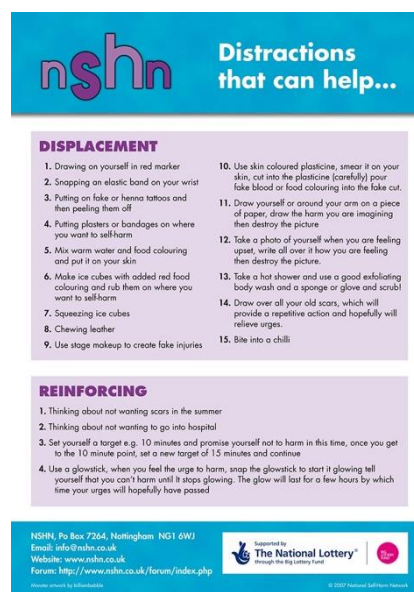 nshn
Distractions
that can help...
DISPLACEMENT
1. Drawing on yourself in red marker
2. Snapping an elastic band on your wrist
3. Putting on fake or henna tattoos and
then peeling them off
4. Putting plasters or bandages on where
you want to self-harm
5. Mix warm water and food colouring
and put it on your skin
6. Make ice cubes with added red food
colouring and rub them on where you
want to self-harm
7. Squeezing ice cubes
8. Chewing leather
9. Use stage makeup to create fake injuries
10. Use skin coloured plasticine, smear it on your
skin, cut into the plasticine (carefully) pour
fake blood or food colouring into the fake cut.
11. Draw yourself or around your arm on a piece
of paper, draw the harm you are imagining
then destroy the picture
12. Take a photo of yourself when you are feeling
upset, write all over it how you are feeling
then destroy the picture.
13. Take a hot shower and use a good exfoliating
body wash and a sponge or glove and scrub!
14. Draw over all your old scars, which will
provide a repetitive action and hopefully will
relieve urges.
15. Bite into a chilli
REINFORCING
1. Thinking about not wanting scars in the summer
2. Thinking about not wanting to go into hospital
3. Set yourself a target e.g. 10 minutes and promise yourself not to harm in this time, once you get
to the 10 minute point, set a new target of 15 minutes and continue
4. Use a glowstick, when you feel the urge to harm, snap the glowstick to start it glowing tell
yourself that you can't harm until It stops glowing. The glow will last for a few hours by which
time your urges will hopefully have passed
NSHN, Po Box 7264, Nottingham NG1 6WJ
Email: info@nshn.co.uk
Website: www.nshn.co.uk
Forum: http://www.nshn.co.uk/forum/index.php
Supported by
The National Lottery®
through the Big Lottery Fund
© 2007 National Selfharm Network